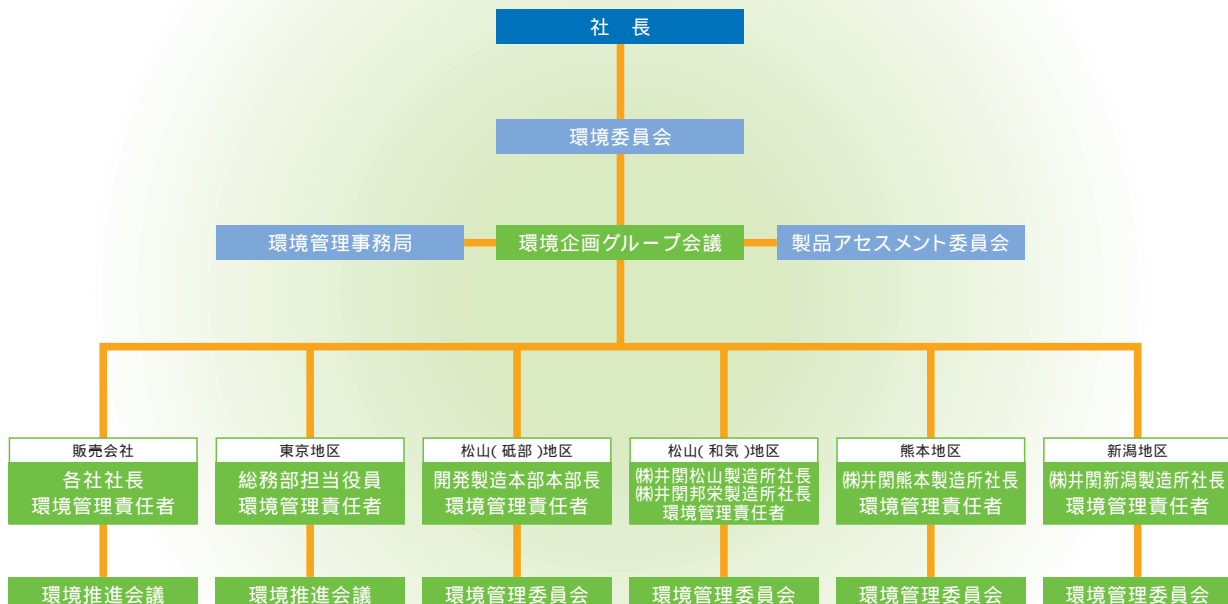 社 長
環境委員会
環境管理事務局
環境企画グループ会議
製品アセスメント委員会
販売会社
各社社長
環境管理責任者
東京地区
総務部担当役員
環境管理責任者
松山(砥部)地区
開発製造本部本部長
環境管理責任者
松山(和気)地区
㈱井関松山製造所社長
㈱井関邦栄製造所社長
環境管理責任者
熊本地区
㈱井関熊本製造所社長
環境管理責任者
新潟地区
㈱井関新潟製造所社長
環境管理責任者
環境推進会議
環境推進会議
環境管理委員会
環境管理委員会
環境管理委員会
環境管理委員会